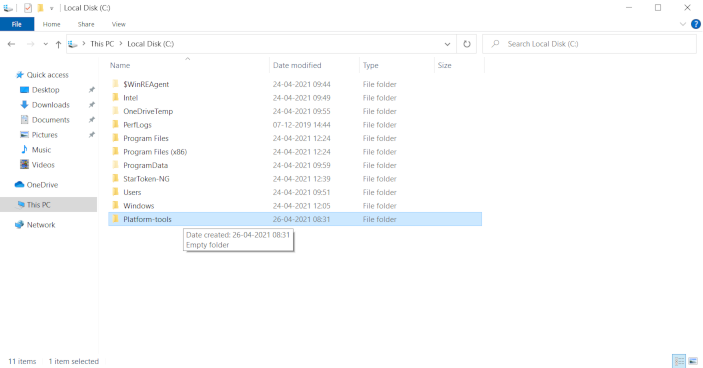 Local Disk (C:)
File Home Share View
This PC Local Disk (C:)
Search Local Disk (C:)
Name Date modified Type Size
Quick access
Desktop
Downloads
Documents
Pictures
Music
Videos
OneDrive
This PC
Network
$WinREAgent 24-04-2021 09:44 File folder
Intel 24-04-2021 09:49 File folder
OneDriveTemp 24-04-2021 09:55 File folder
PerfLogs 07-12-2019 14:44 File folder
Program Files 24-04-2021 12:24 File folder
Program Files (x86) 24-04-2021 12:24 File folder
ProgramData 24-04-2021 09:59 File folder
StarToken-NG 24-04-2021 12:39 File folder
Users 24-04-2021 09:51 File folder
Windows 24-04-2021 12:05 File folder
Platform-tools 26-04-2021 08:31 File folder
Date created: 26-04-2021 08:31
Empty folder
11 items 1 item selected